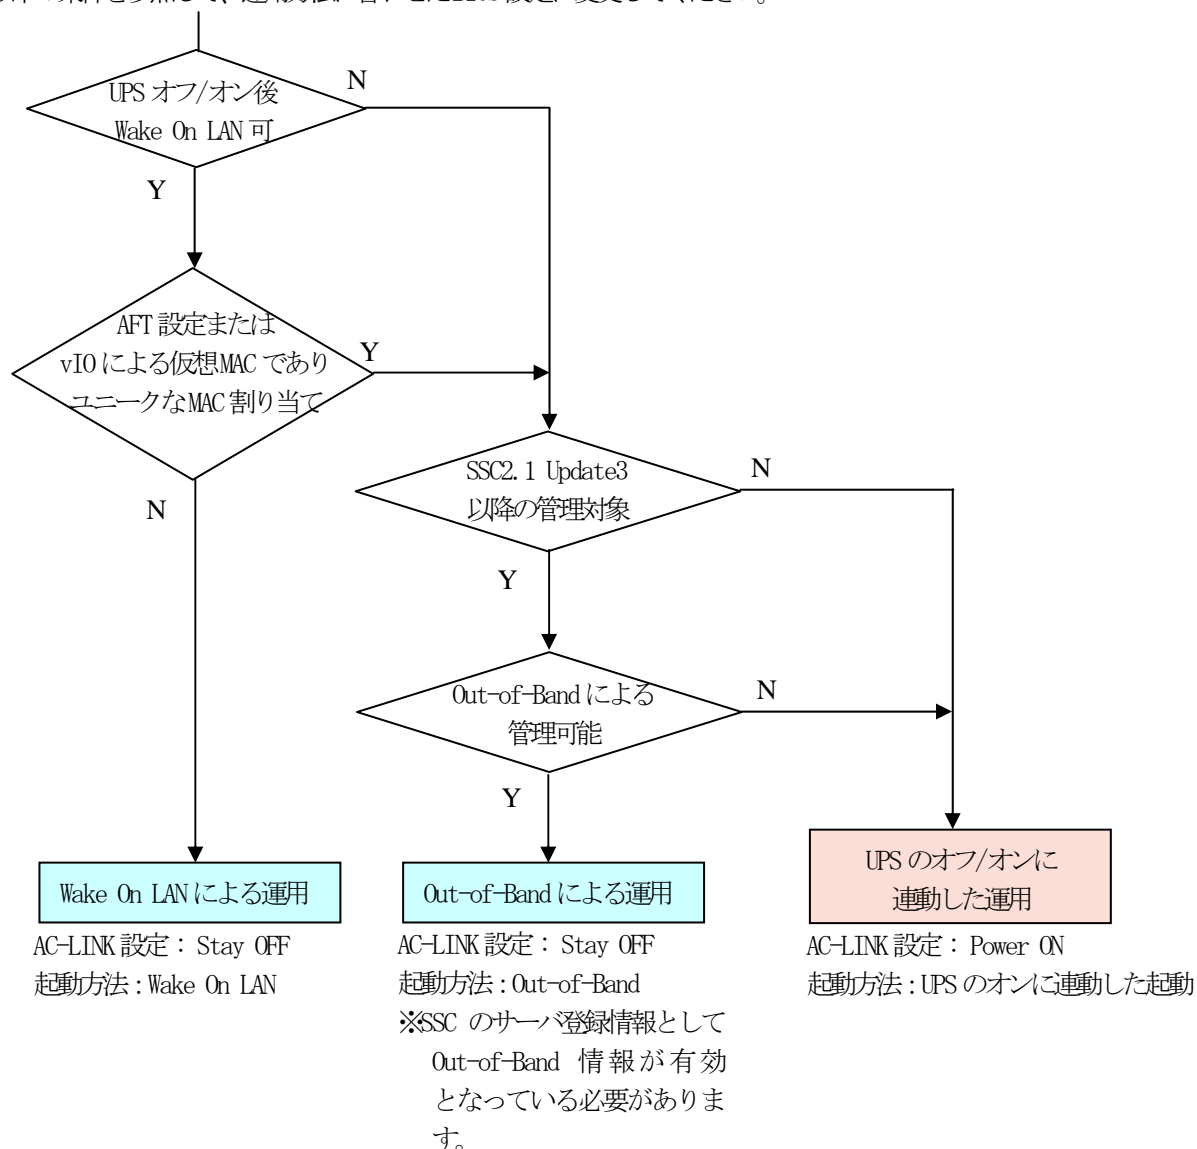 UPS オフ/オン後
Wake On LAN 可
N
Y
AFT 設定または
vIO による仮想MAC であり
ユニークなMAC 割り当て
Y
N
SSC2.1 Update3
以降の管理対象
N
Y
Out-of-Band による
管理可能
N
Y
Wake On LAN による運用
AC-LINK 設定： Stay OFF
起動方法：Wake On LAN
Out-of-Band による運用
AC-LINK 設定： Stay OFF
起動方法：Out-of-Band
※SSC のサーバ登録情報として
Out-of-Band 情報が有効
となっている必要がありま
す。
UPS のオフ/オンに
連動した運用
AC-LINK 設定： Power ON
起動方法：UPS のオンに連動した起動